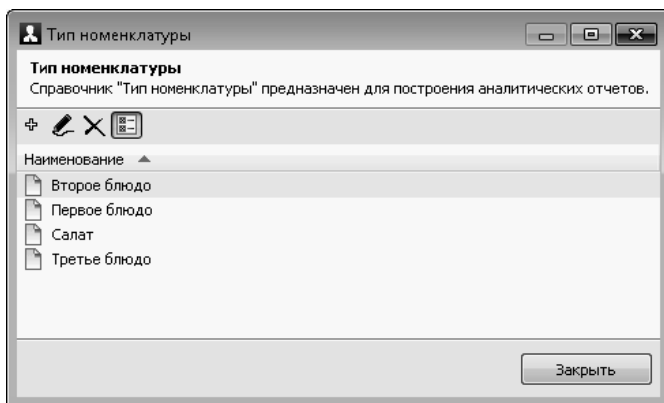 Тип номенклатуры
Тип номенклатуры
Справочник "Тип номенклатуры" предназначен для построения аналитических отчетов.
Наименование
Второе блюдо
Первое блюдо
Салат
Третье блюдо
Закрыть